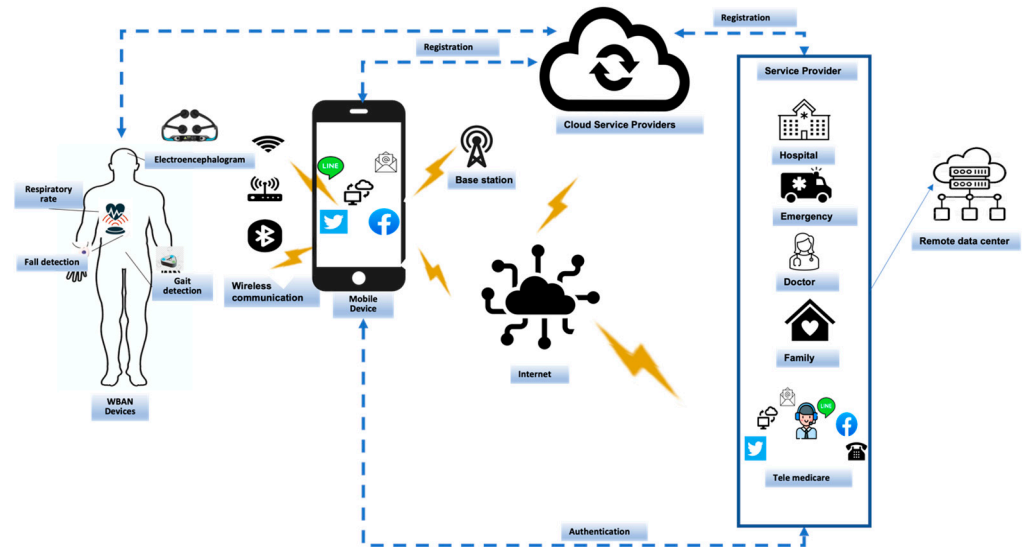 Registration
Registration
Service Provider
Cloud Service Providers
Electroencephalogram
LINE
@
Base station
Hospital
Respiratory
rate
Emergency
Remote data center
Fall detection
Gait
detection
Wireless
communication
Mobile
Device
Doctor
Family
Internet
WBAN
Devices
@
LINE
Tele medicare
Authentication